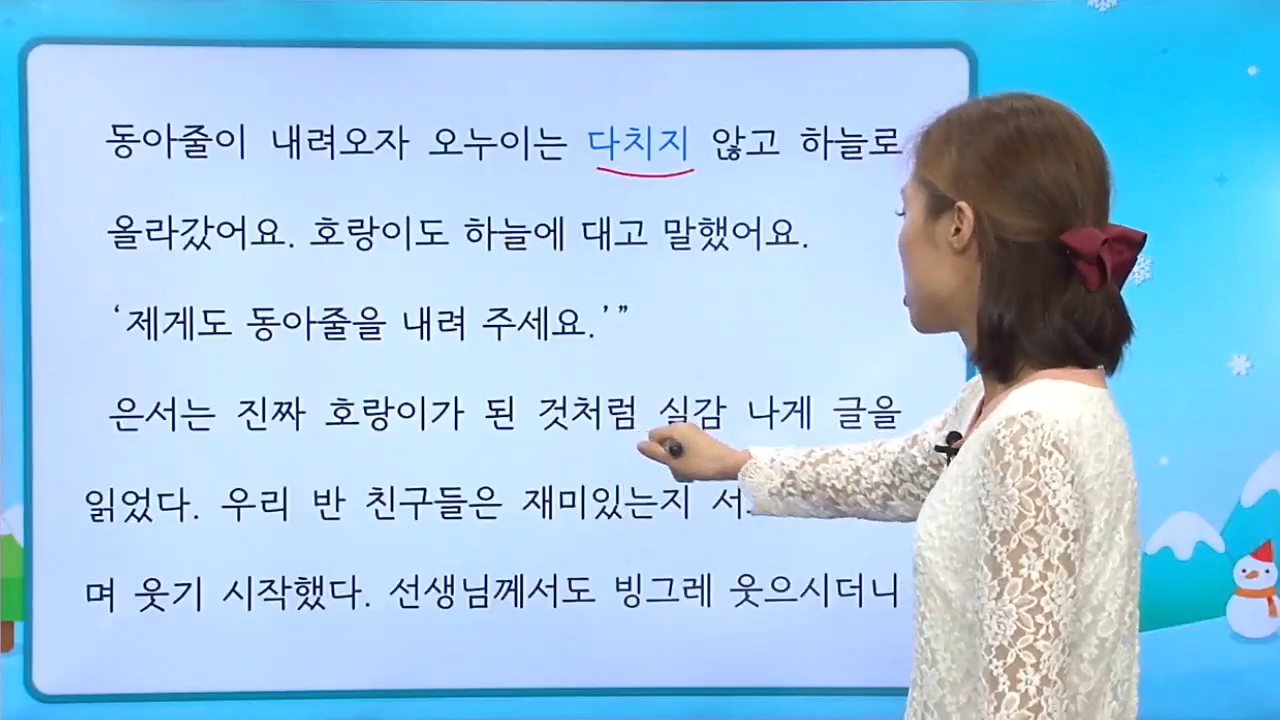 동아줄이 내려오자 오누이는 다치지 않고 하늘로
올라갔어요. 호랑이도 하늘에 대고 말했어요.
‘제게도 동아줄을 내려 주세요.’”
은서는 진짜 호랑이가 된 것처럼 실감 나게 글을
읽었다. 우리 반 친구들은 재미있는지
며 웃기 시작했다. 선생님께서도 빙그레 웃으시더니